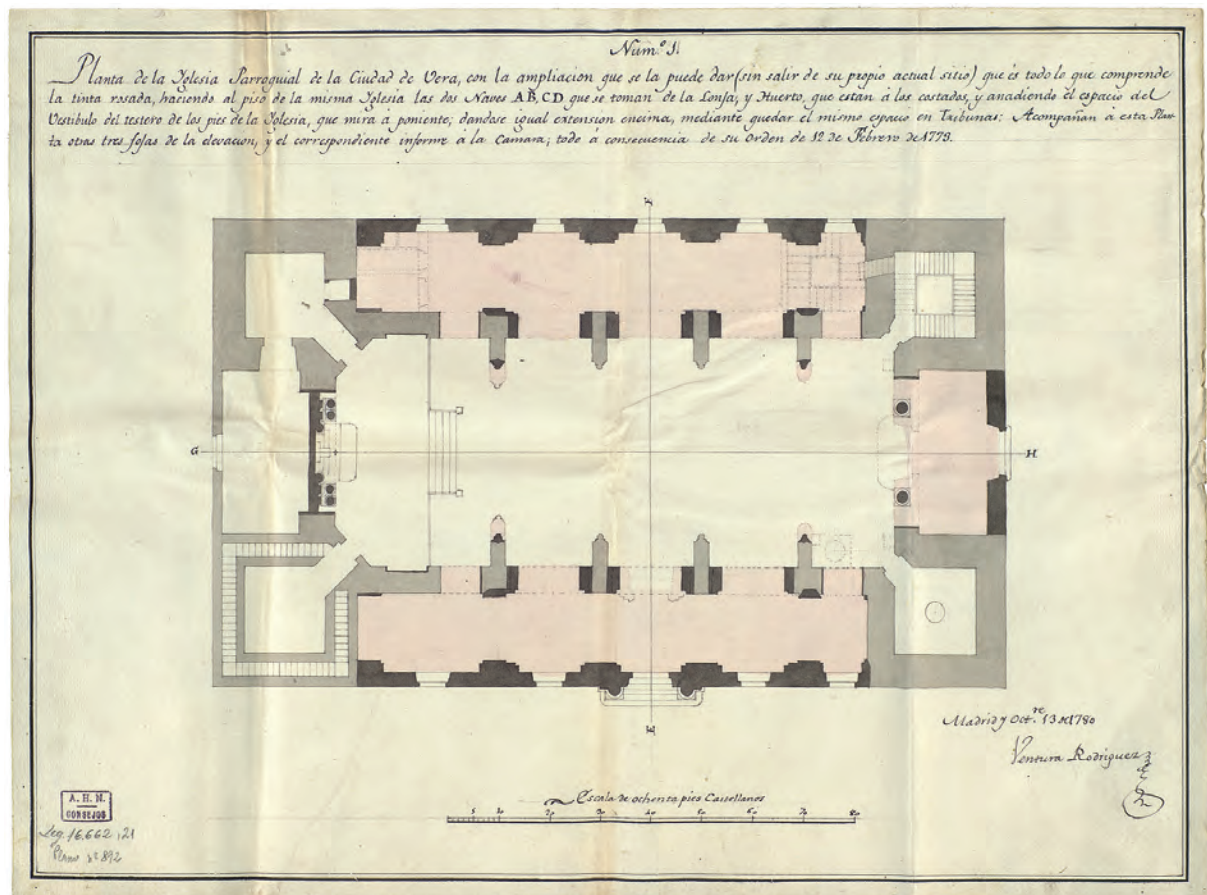 Núm.º 1.
Planta de la Yglesia Parroquial de la Ciudad de Vera, con la ampliacion que se la puede dar (sin salir de su propio actual sitio) que és todo lo que comprende
la tinta rosada, haciendo al piso de la misma Yglesia las dos Naves AB, CD que se toman de la Lonja, y Huerto, que estan á los costados, y anadiendo el espacio del
Vestibulo del testero de los pies de la Yglesia, que mira á poniente; dandose igual extension encima, mediante quedar el mismo espacio en Tribunas: Acompañan á esta Plan-
ta otras tres fojas de la elevacion, y el correspondiente informe á la Camara; todo á consecuencia de su orden de 12 de Febrero de 1779.
G
H
Madrid y Oct.re 13 de 1780
Ventura Rodriguez
Escala de ochenta pies Castellanos
5 10 20 30 40 50 60 70 80
A. H. N.
CONSEJOS
Leg. 16.662, 21
Plano nº 892